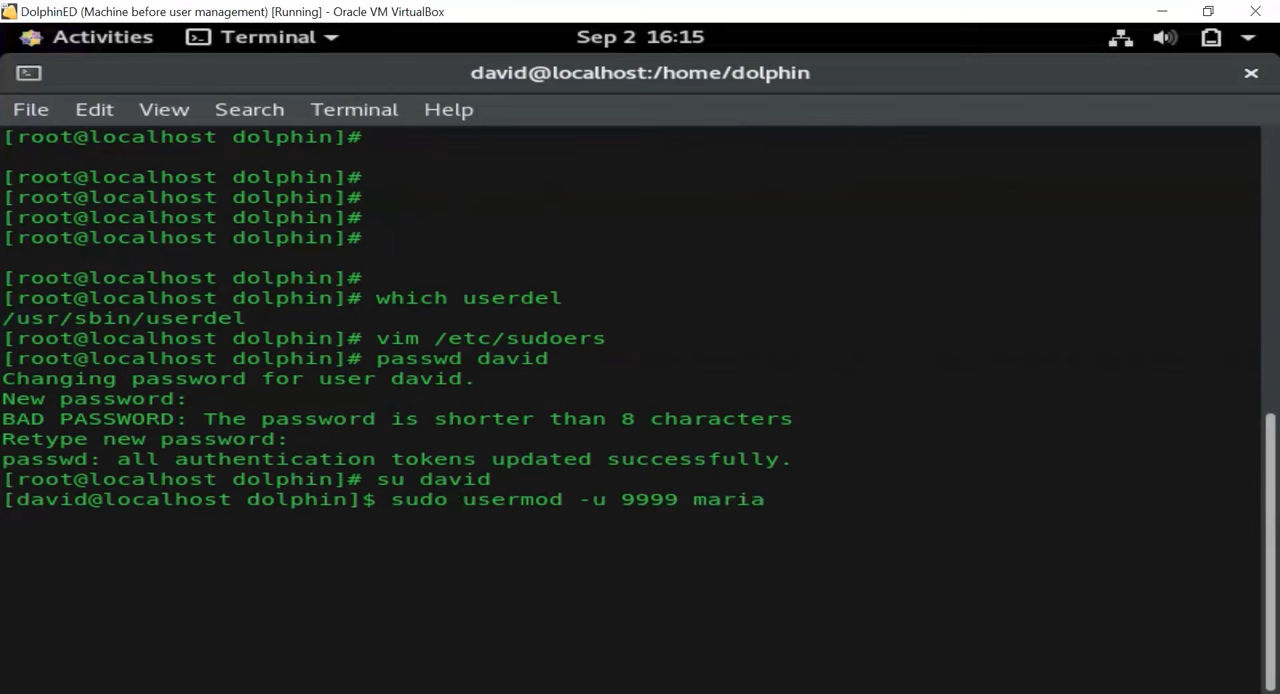 DolphinED (Machine before user management) [Running] - Oracle VM VirtualBox
Activities Terminal Sep 2 16:15
david@localhost:/home/dolphin
File Edit View Search Terminal Help
[root@localhost dolphin]#
[root@localhost dolphin]#
[root@localhost dolphin]#
[root@localhost dolphin]#
[root@localhost dolphin]#
[root@localhost dolphin]#
[root@localhost dolphin]# which userdel
/usr/sbin/userdel
[root@localhost dolphin]# vim /etc/sudoers
[root@localhost dolphin]# passwd david
Changing password for user david.
New password:
BAD PASSWORD: The password is shorter than 8 characters
Retype new password:
passwd: all authentication tokens updated successfully.
[root@localhost dolphin]# su david
[david@localhost dolphin]$ sudo usermod -u 9999 maria